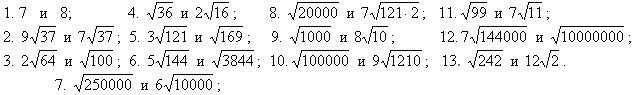 1. 7 и 8; 4. √36 и 2√16; 8. √20000 и 7√121·2; 11. √99 и 7√11;
2. 9√37 и 7√37; 5. 3√121 и √169; 9. √1000 и 8√10; 12. 7√144000 и √10000000;
3. 2√64 и √100; 6. 5√144 и √3844; 10. √100000 и 9√1210; 13. √242 и 12√2.
7. √250000 и 6√10000;